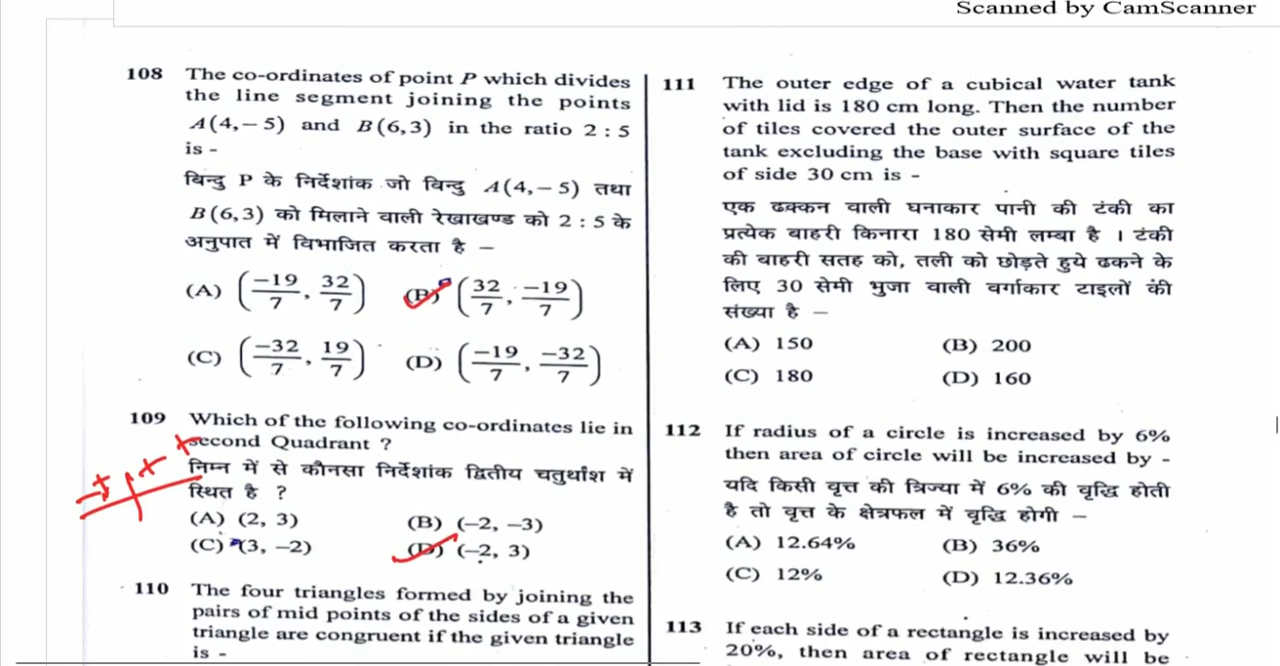 Scanned by CamScanner
108 The co-ordinates of point P which divides
the line segment joining the points
A(4,−5) and B(6,3) in the ratio 2 : 5
is -
बिन्दु P के निर्देशांक जो बिन्दु A(4,−5) तथा
B(6,3) को मिलाने वाली रेखाखण्ड को 2 : 5 के
अनुपात में विभाजित करता है –
(A) (−19/7, 32/7) (B) (32/7, −19/7)
(C) (−32/7, 19/7) (D) (−19/7, −32/7)
109 Which of the following co-ordinates lie in
second Quadrant ?
निम्न में से कौनसा निर्देशांक द्वितीय चतुर्थांश में
स्थित है ?
(A) (2, 3) (B) (−2, −3)
(C) (3, −2) (D) (−2, 3)
110 The four triangles formed by joining the
pairs of mid points of the sides of a given
triangle are congruent if the given triangle
is -
111 The outer edge of a cubical water tank
with lid is 180 cm long. Then the number
of tiles covered the outer surface of the
tank excluding the base with square tiles
of side 30 cm is -
एक ढक्कन वाली घनाकार पानी की टंकी का
प्रत्येक बाहरी किनारा 180 सेमी लम्बा है । टंकी
की बाहरी सतह को, तली को छोड़ते हुये ढकने के
लिए 30 सेमी भुजा वाली वर्गाकार टाइलों की
संख्या है –
(A) 150 (B) 200
(C) 180 (D) 160
112 If radius of a circle is increased by 6%
then area of circle will be increased by -
यदि किसी वृत्त की त्रिज्या में 6% की वृद्धि होती
है तो वृत्त के क्षेत्रफल में वृद्धि होगी –
(A) 12.64% (B) 36%
(C) 12% (D) 12.36%
113 If each side of a rectangle is increased by
20%, then area of rectangle will be